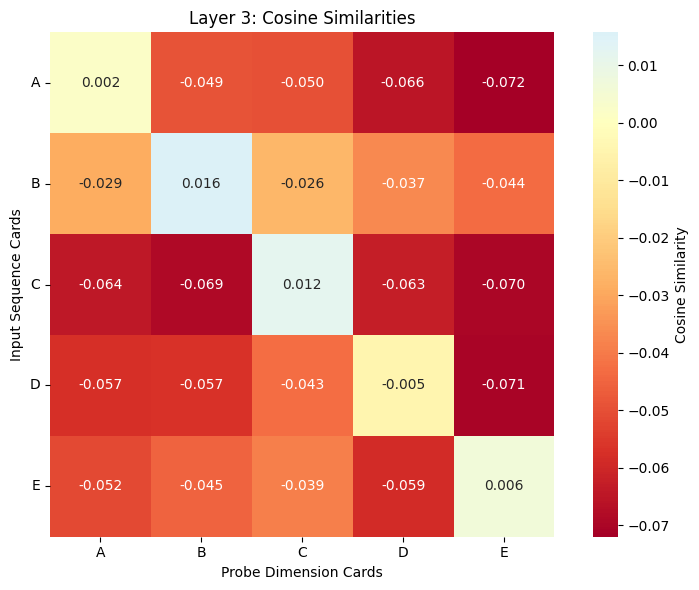 Layer 3: Cosine Similarities
A 0.002 -0.049 -0.050 -0.066 -0.072
B -0.029 0.016 -0.026 -0.037 -0.044
C -0.064 -0.069 0.012 -0.063 -0.070
D -0.057 -0.057 -0.043 -0.005 -0.071
E -0.052 -0.045 -0.039 -0.059 0.006
A B C D E
Probe Dimension Cards
Input Sequence Cards
0.01
0.00
−0.01
−0.02
−0.03
−0.04
−0.05
−0.06
−0.07
Cosine Similarity